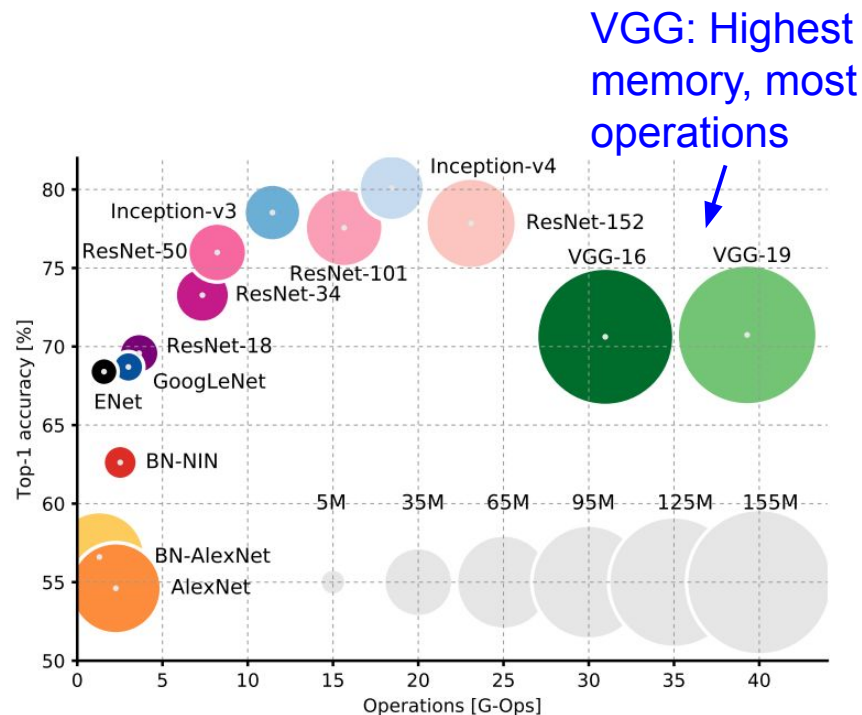 VGG: Highest
memory, most
operations
Inception-v4
Inception-v3
ResNet-152
ResNet-50
ResNet-101
VGG-16
VGG-19
ResNet-34
ResNet-18
GoogLeNet
ENet
BN-NIN
5M 35M 65M 95M 125M 155M
BN-AlexNet
AlexNet
Top-1 accuracy [%]
80
75
70
65
60
55
50
0 5 10 15 20 25 30 35 40
Operations [G-Ops]